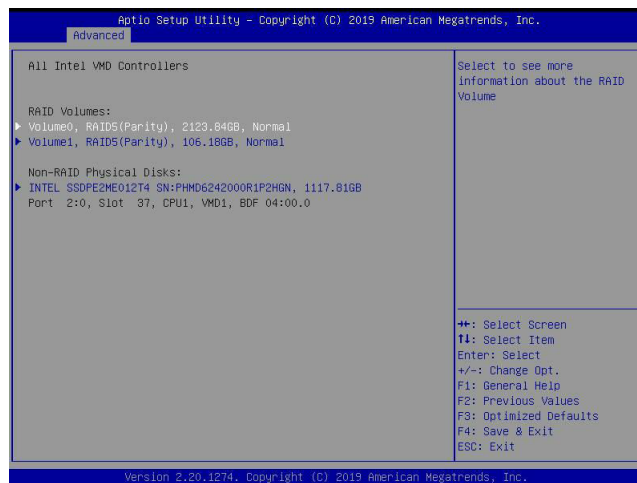 Aptio Setup Utility – Copyright (C) 2019 American Megatrends, Inc.
Advanced
All Intel VMD Controllers
RAID Volumes:
Volume0, RAID5(Parity), 2123.84GB, Normal
Volume1, RAID5(Parity), 106.18GB, Normal
Non-RAID Physical Disks:
INTEL SSDPE2ME012T4 SN:PHMD6242000R1P2HGN, 1117.81GB
Port 2:0, Slot 37, CPU1, VMD1, BDF 04:00.0
Select to see more
information about the RAID
Volume
→←: Select Screen
↑↓: Select Item
Enter: Select
+/-: Change Opt.
F1: General Help
F2: Previous Values
F3: Optimized Defaults
F4: Save & Exit
ESC: Exit
Version 2.20.1274. Copyright (C) 2019 American Megatrends, Inc.